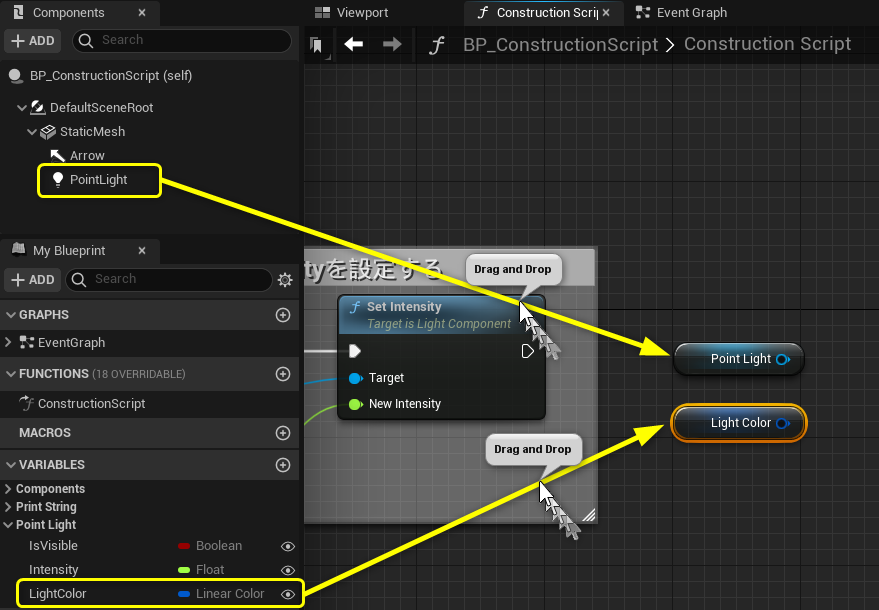 Components
+ ADD
Search
BP_ConstructionScript (self)
DefaultSceneRoot
StaticMesh
Arrow
PointLight
My Blueprint
+ ADD
Search
GRAPHS
EventGraph
FUNCTIONS (18 OVERRIDABLE)
ConstructionScript
MACROS
VARIABLES
Components
Print String
Point Light
IsVisible Boolean
Intensity Float
LightColor Linear Color
Viewport
f Construction Scrip
Event Graph
f BP_ConstructionScript > Construction Script
tyを設定する
Drag and Drop
f Set Intensity
Target is Light Component
Target
New Intensity
Point Light
Light Color
Drag and Drop